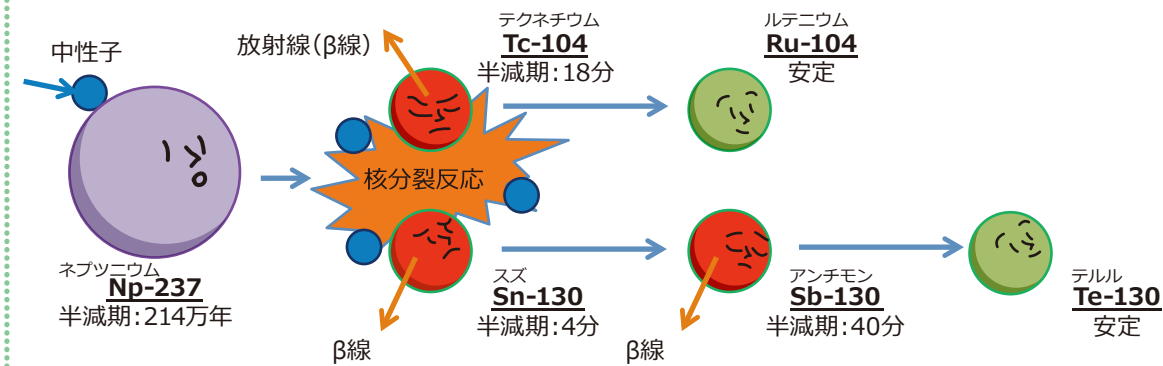 中性子
放射線(β線)
テクネチウム
Tc-104
半減期:18分
ルテニウム
Ru-104
安定
核分裂反応
ネプツニウム
Np-237
半減期:214万年
スズ
Sn-130
半減期:4分
アンチモン
Sb-130
半減期:40分
テルル
Te-130
安定
β線
β線